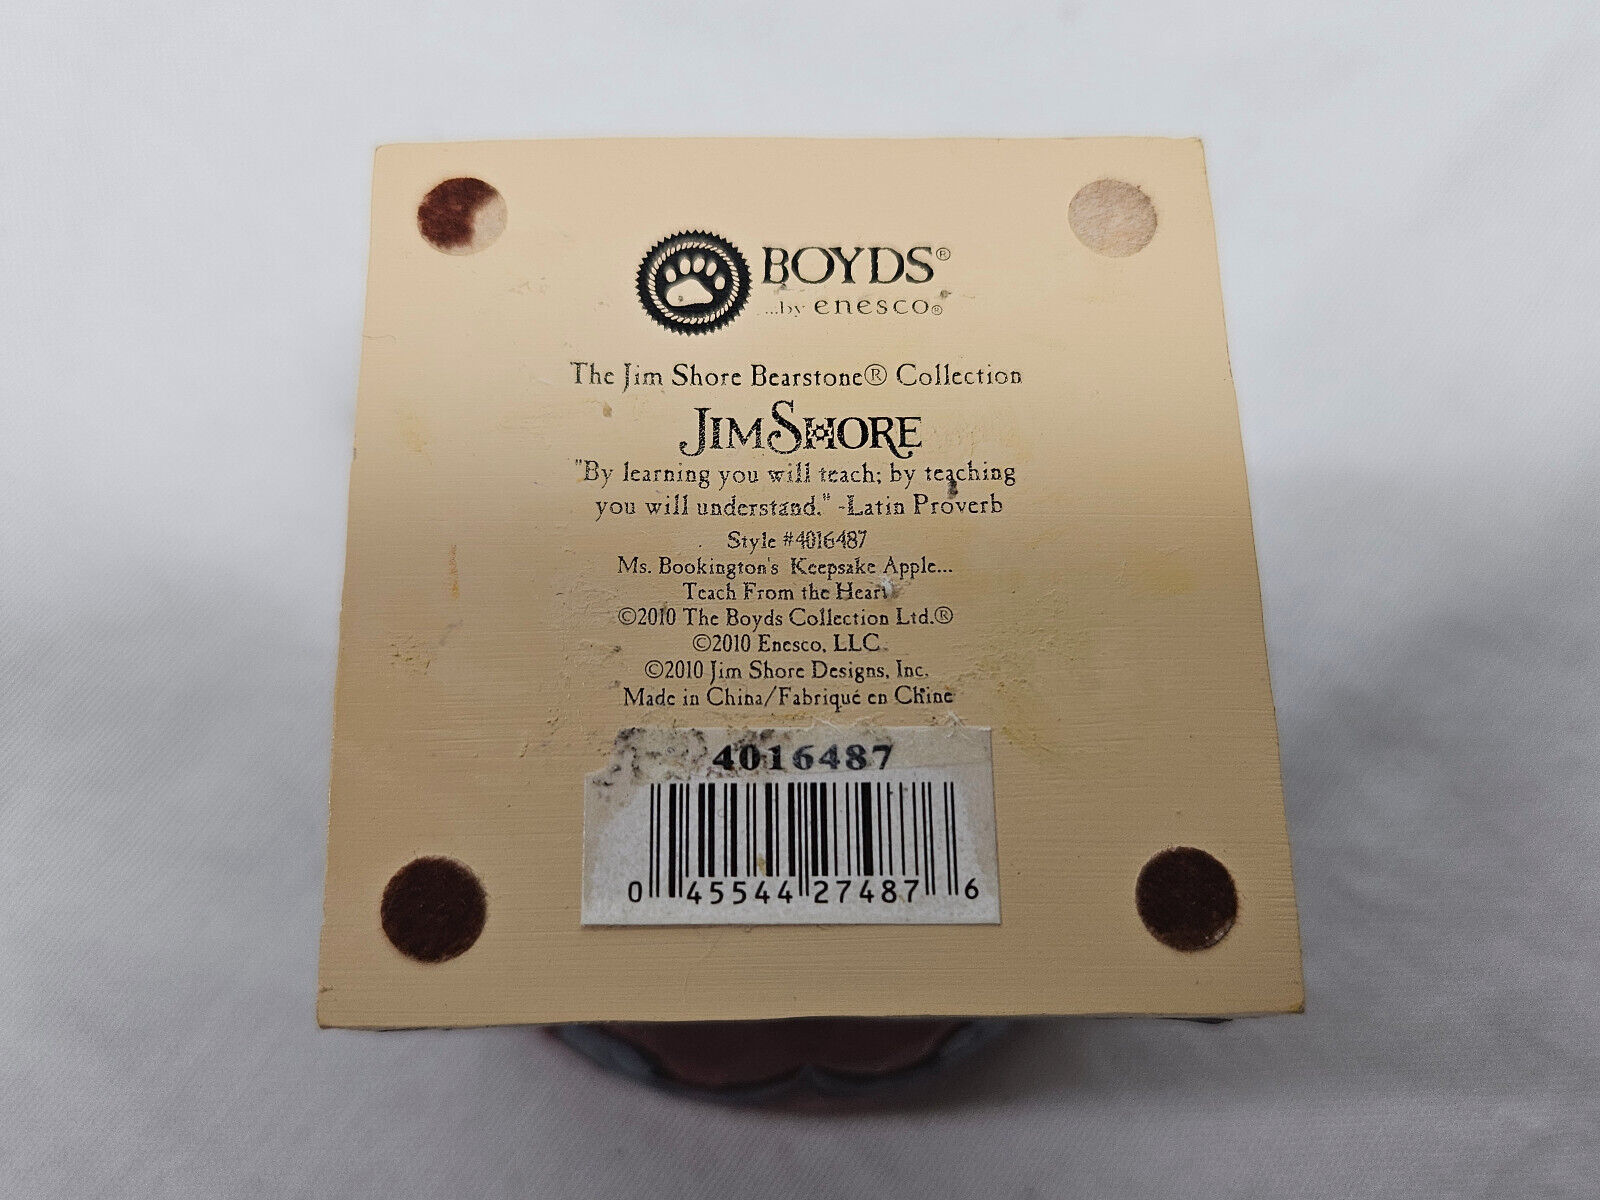 BOYDS®
...by enesco®
The Jim Shore Bearstone® Collection
JIM SHORE
"By learning you will teach; by teaching
you will understand." -Latin Proverb
Style #4016487
Ms. Bookington's Keepsake Apple...
Teach From the Heart
©2010 The Boyds Collection Ltd.®
©2010 Enesco, LLC
©2010 Jim Shore Designs, Inc.
Made in China/Fabriqué en Chine
4016487
0 45544 27487 6